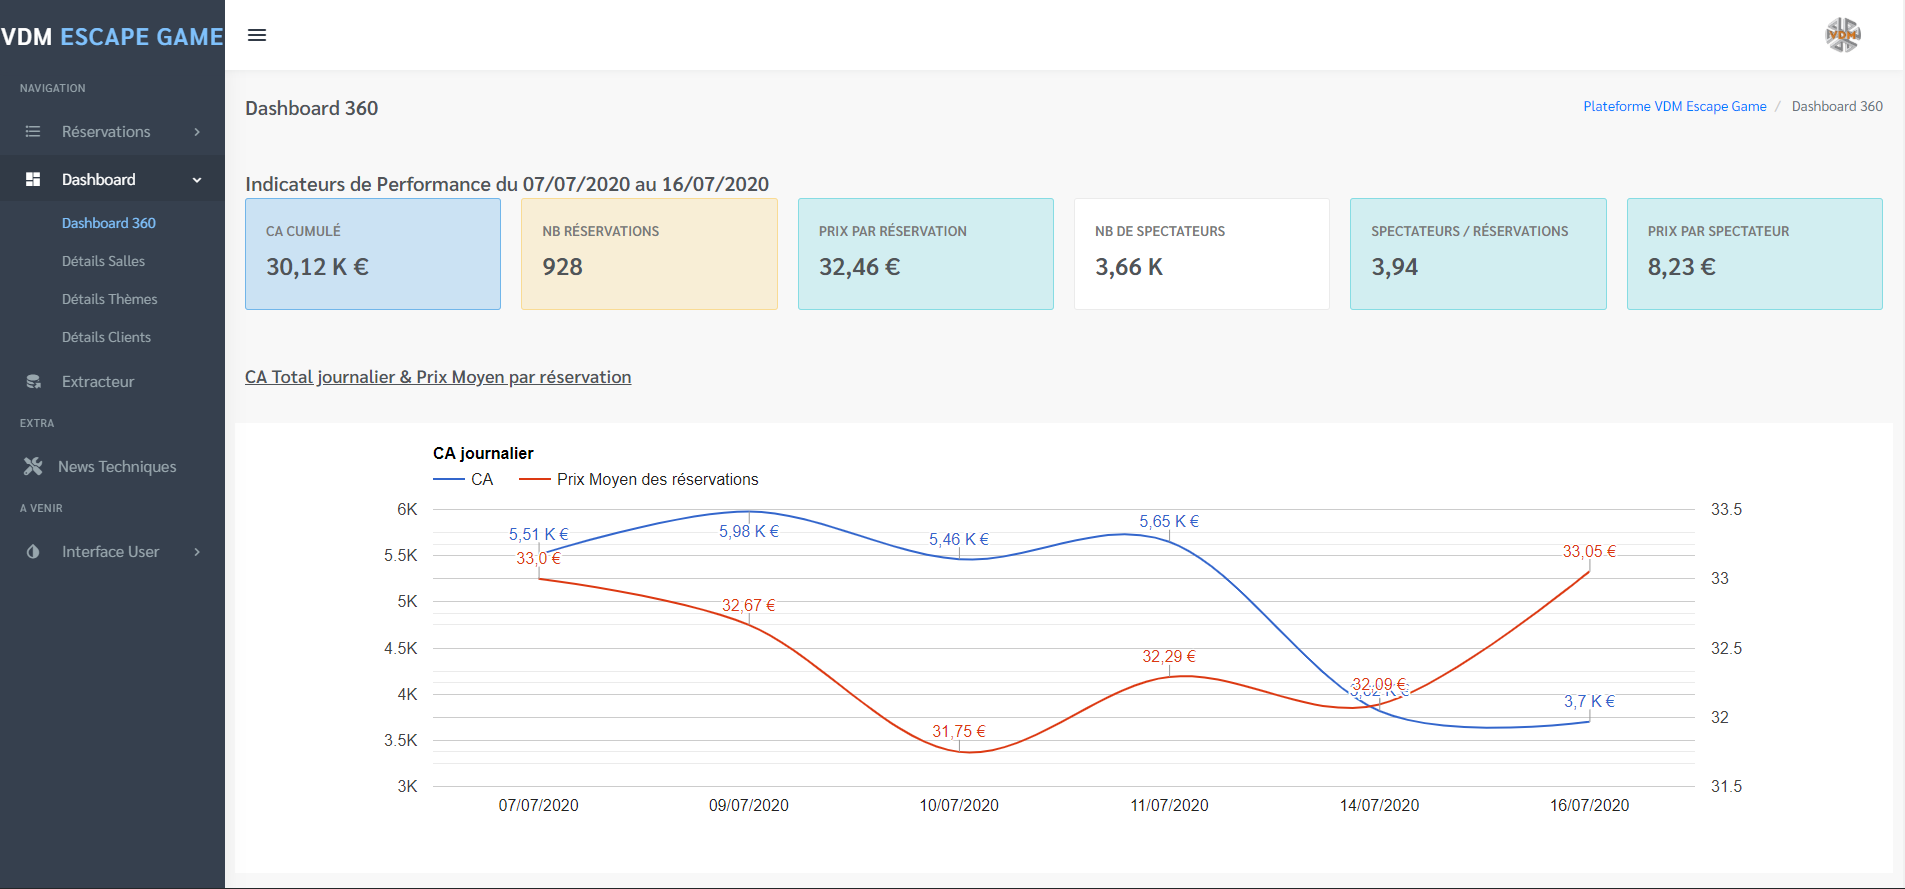 VDM ESCAPE GAME
VDM
NAVIGATION
Réservations
Dashboard
Dashboard 360
Détails Salles
Détails Thèmes
Détails Clients
Extracteur
EXTRA
News Techniques
A VENIR
Interface User
Dashboard 360
Plateforme VDM Escape Game / Dashboard 360
Indicateurs de Performance du 07/07/2020 au 16/07/2020
CA CUMULÉ
30,12 K €
NB RÉSERVATIONS
928
PRIX PAR RÉSERVATION
32,46 €
NB DE SPECTATEURS
3,66 K
SPECTATEURS / RÉSERVATIONS
3,94
PRIX PAR SPECTATEUR
8,23 €
CA Total journalier & Prix Moyen par réservation
CA journalier
CA Prix Moyen des réservations
6K
5.5K
5K
4.5K
4K
3.5K
3K
5,51 K €
5,98 K €
5,46 K €
5,65 K €
3,7 K €
33,0 €
32,67 €
31,75 €
32,29 €
32,09 €
33,05 €
33.5
33
32.5
32
31.5
07/07/2020 09/07/2020 10/07/2020 11/07/2020 14/07/2020 16/07/2020